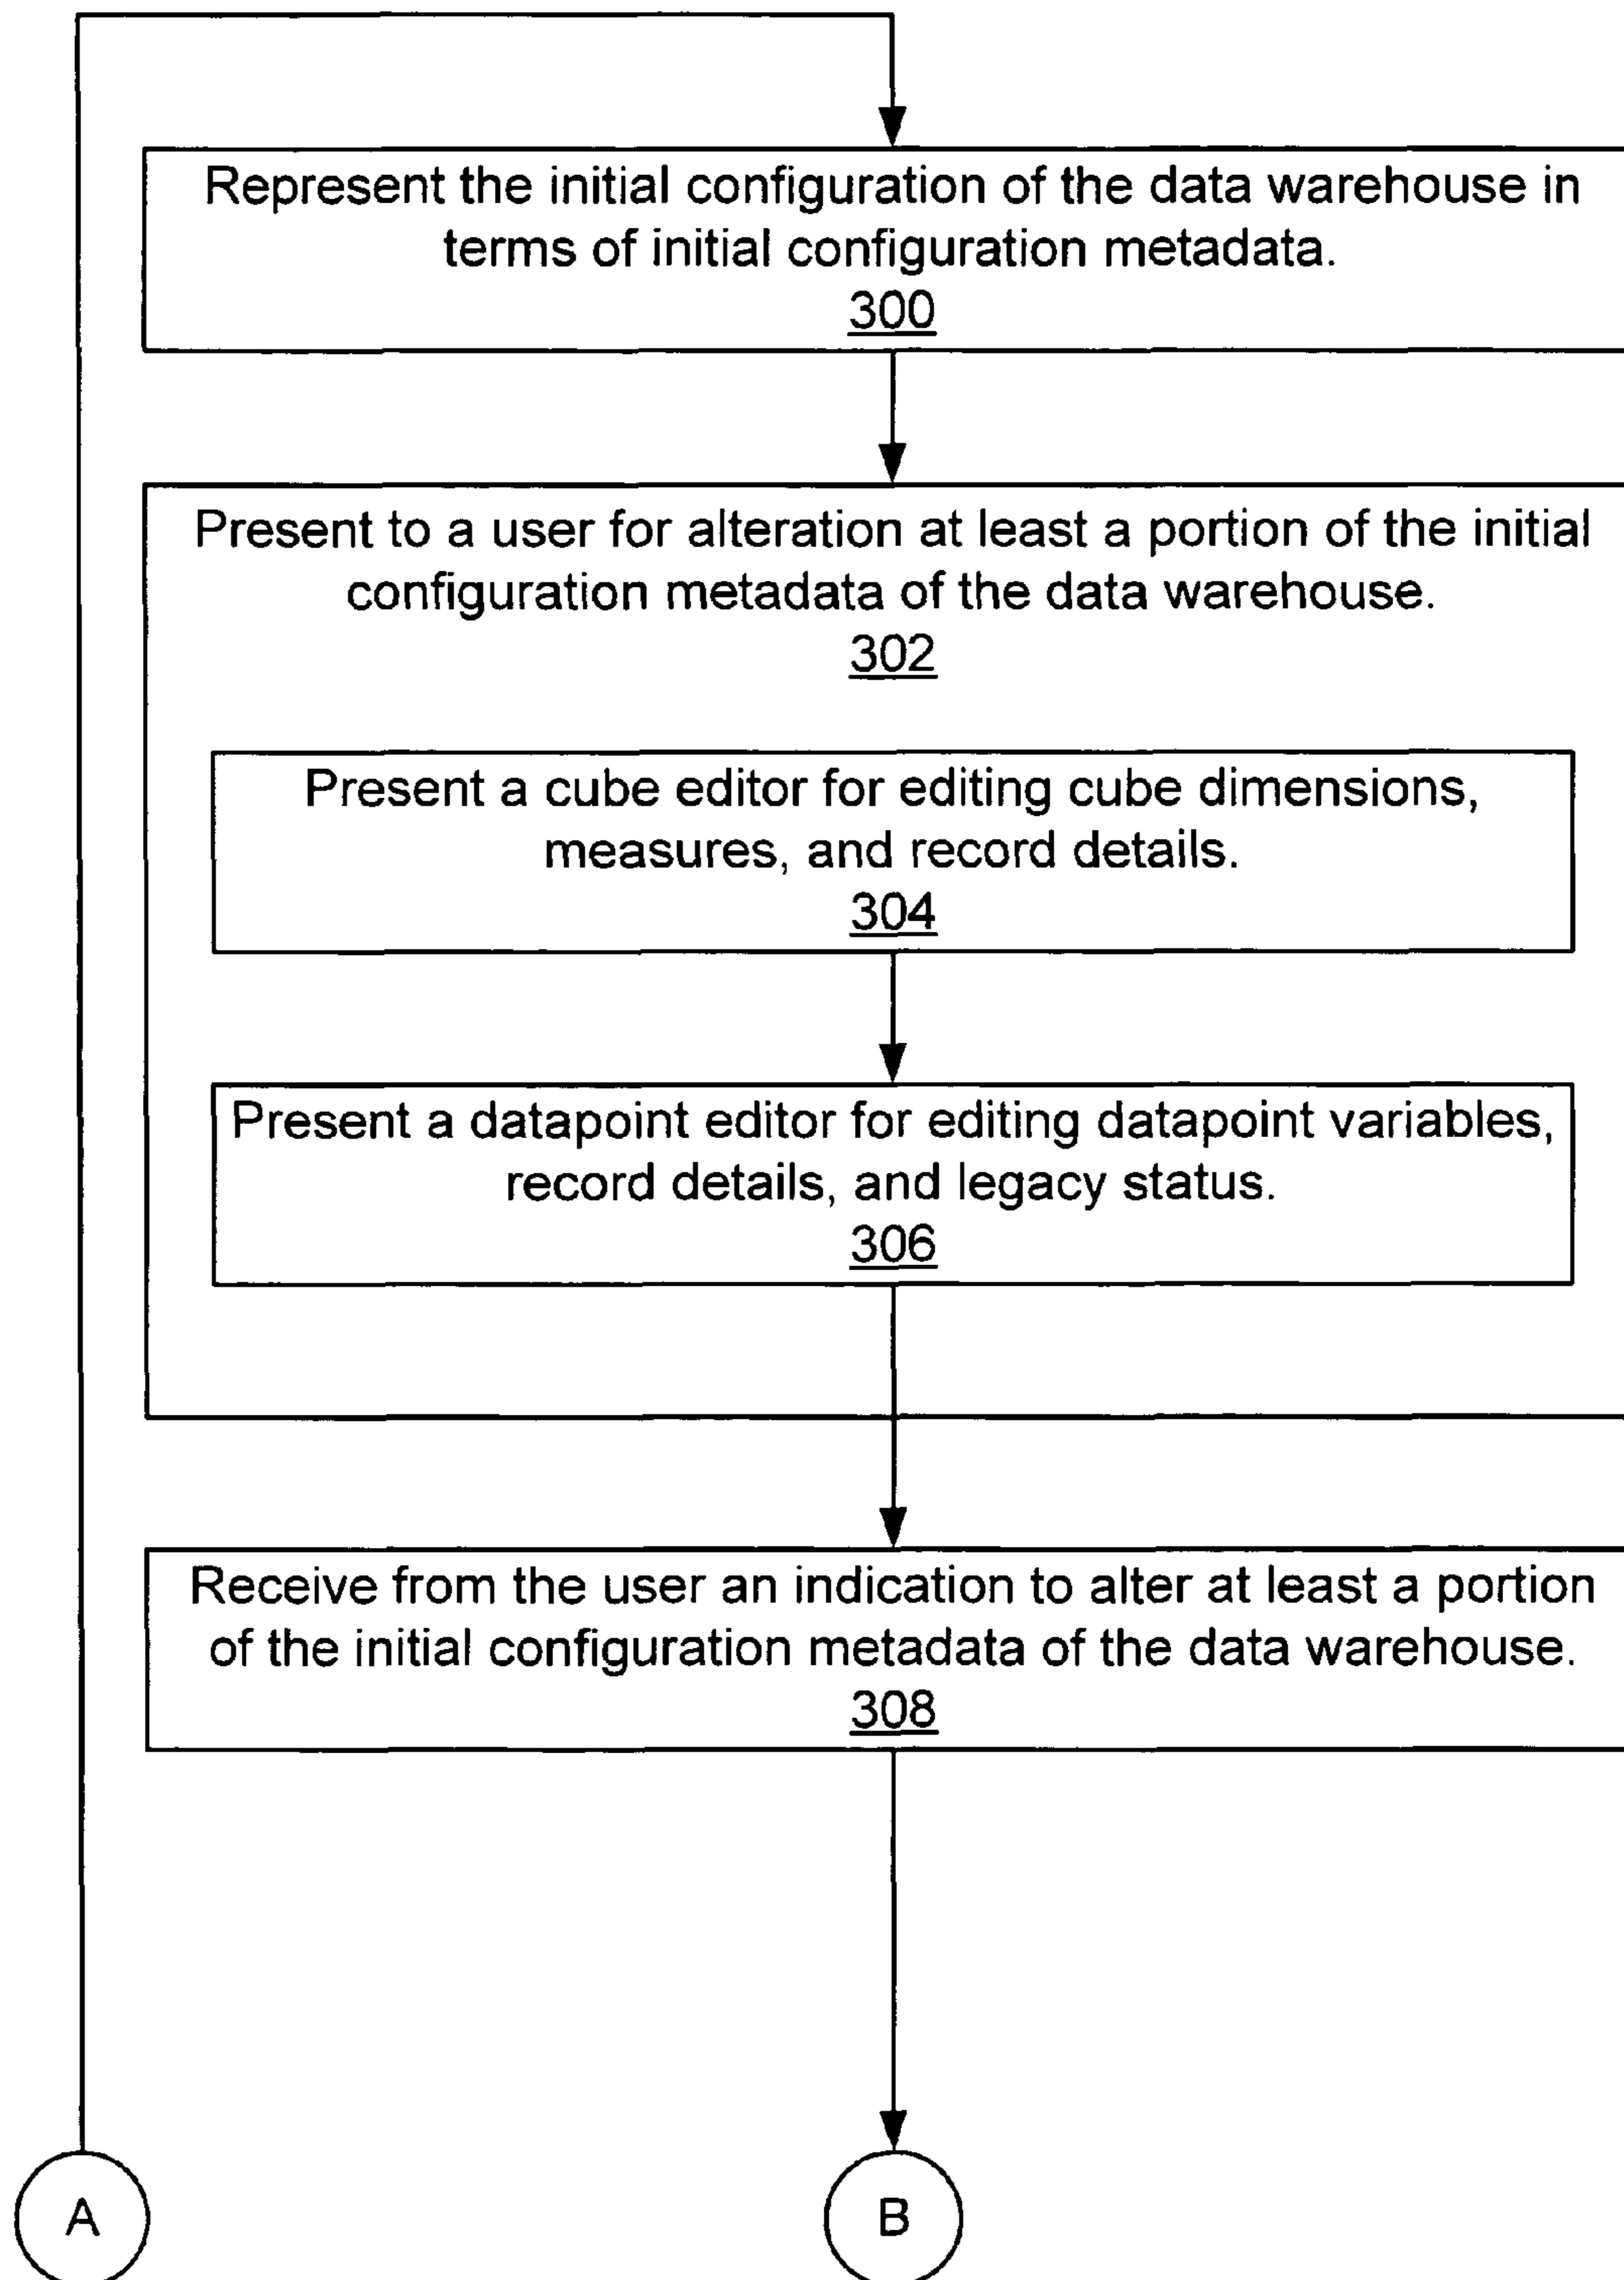 Represent the initial configuration of the data warehouse in
terms of initial configuration metadata.
300
Present to a user for alteration at least a portion of the initial
configuration metadata of the data warehouse.
302
Present a cube editor for editing cube dimensions,
measures, and record details.
304
Present a datapoint editor for editing datapoint variables,
record details, and legacy status.
306
Receive from the user an indication to alter at least a portion
of the initial configuration metadata of the data warehouse.
308
A
B